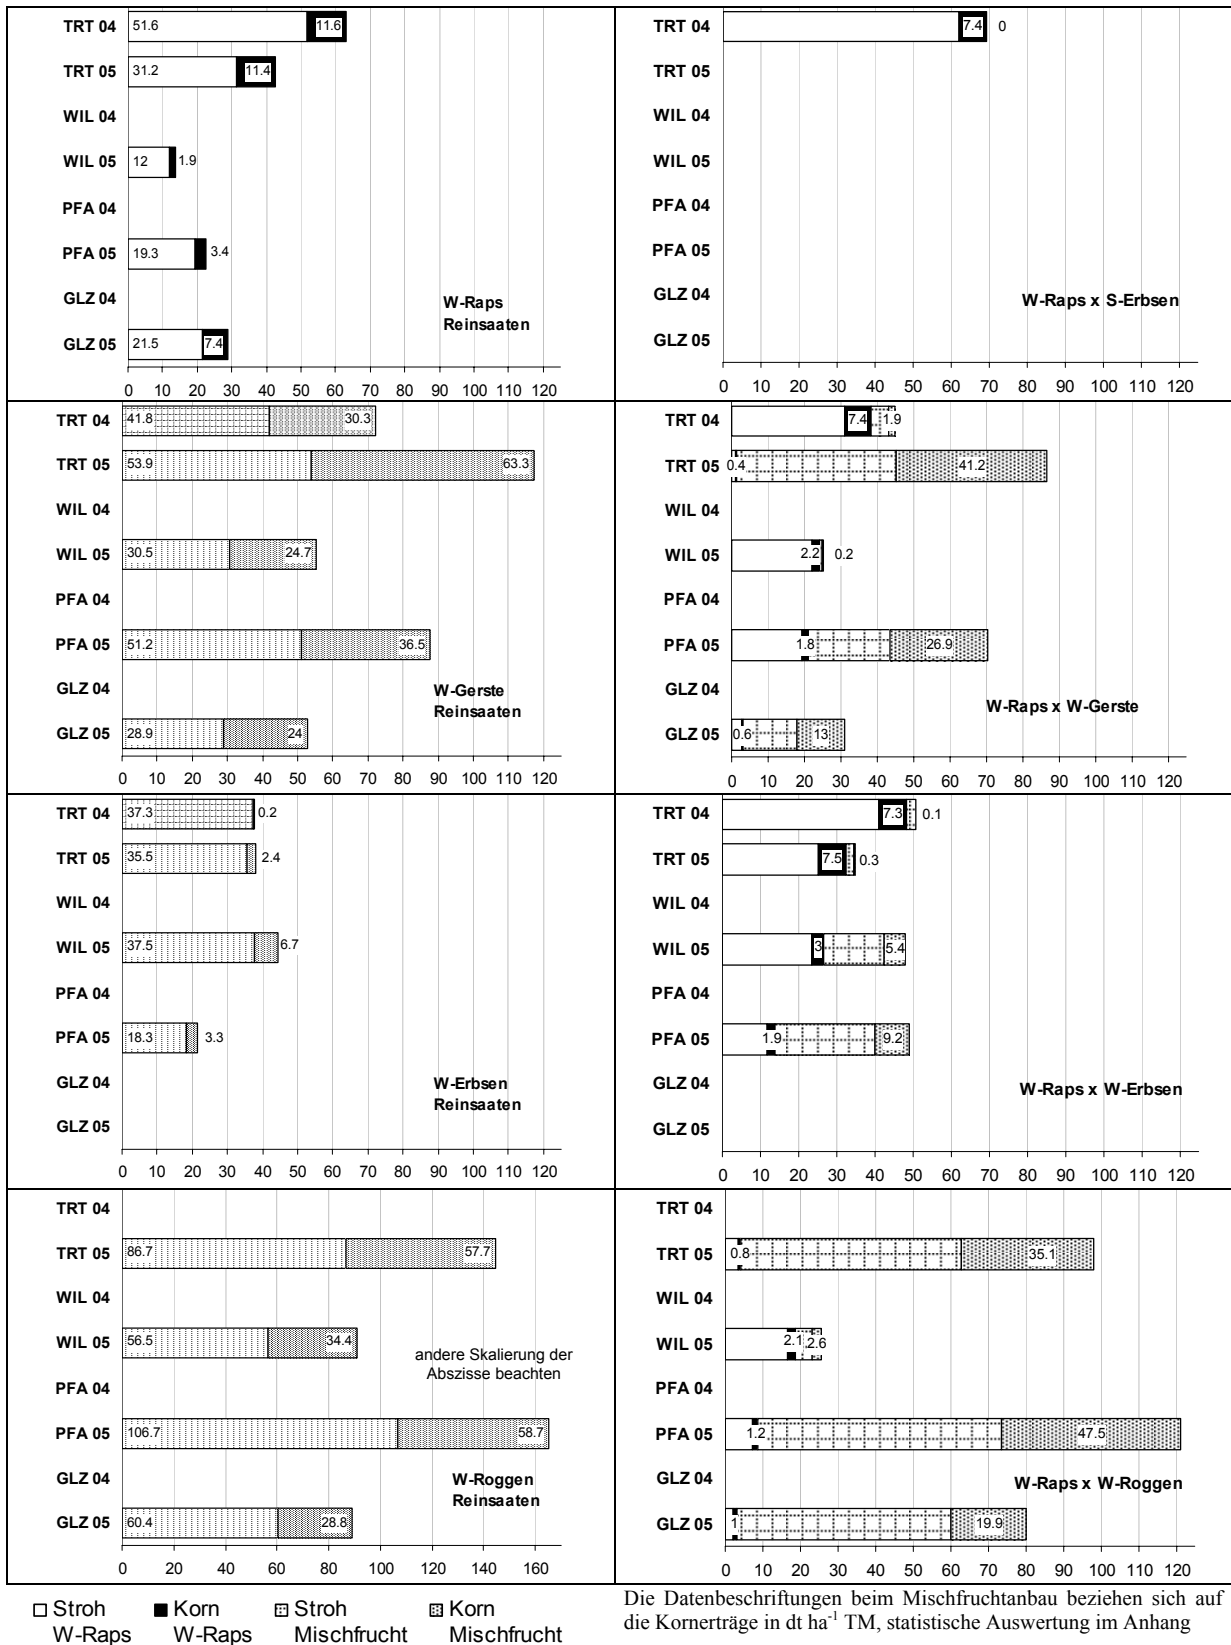 TRT 04 51.6 11.6
TRT 05 31.2 11.4
WIL 04
WIL 05 12 1.9
PFA 04
PFA 05 19.3 3.4
GLZ 04
GLZ 05 21.5 7.4
W-Raps
Reinsaaten
0 10 20 30 40 50 60 70 80 90 100 110 120
TRT 04 7.4 0
TRT 05
WIL 04
WIL 05
PFA 04
PFA 05
GLZ 04
GLZ 05
W-Raps x S-Erbsen
0 10 20 30 40 50 60 70 80 90 100 110 120
TRT 04 41.8 30.3
TRT 05 53.9 63.3
WIL 04
WIL 05 30.5 24.7
PFA 04
PFA 05 51.2 36.5
GLZ 04
GLZ 05 28.9 24
W-Gerste
Reinsaaten
0 10 20 30 40 50 60 70 80 90 100 110 120
TRT 04 7.4 1.9
TRT 05 0.4 41.2
WIL 04
WIL 05 2.2 0.2
PFA 04
PFA 05 1.8 26.9
GLZ 04
GLZ 05 0.6 13
W-Raps x W-Gerste
0 10 20 30 40 50 60 70 80 90 100 110 120
TRT 04 37.3 0.2
TRT 05 35.5 2.4
WIL 04
WIL 05 37.5 6.7
PFA 04
PFA 05 18.3 3.3
GLZ 04
GLZ 05
W-Erbsen
Reinsaaten
0 10 20 30 40 50 60 70 80 90 100 110 120
TRT 04 7.3 0.1
TRT 05 7.5 0.3
WIL 04
WIL 05 3 5.4
PFA 04
PFA 05 1.9 9.2
GLZ 04
GLZ 05
W-Raps x W-Erbsen
0 10 20 30 40 50 60 70 80 90 100 110 120
TRT 04
TRT 05 86.7 57.7
WIL 04
WIL 05 56.5 34.4
andere Skalierung der
Abszisse beachten
PFA 04
PFA 05 106.7 58.7
GLZ 04
GLZ 05 60.4 28.8
W-Roggen
Reinsaaten
0 20 40 60 80 100 120 140 160
TRT 04
TRT 05 0.8 35.1
WIL 04
WIL 05 2.1 2.6
PFA 04
PFA 05 1.2 47.5
GLZ 04
GLZ 05 1 19.9
W-Raps x W-Roggen
0 10 20 30 40 50 60 70 80 90 100 110 120
Stroh W-Raps
Korn W-Raps
Stroh Mischfrucht
Korn Mischfrucht
Die Datenbeschriftungen beim Mischfruchtanbau beziehen sich auf
die Kornerträge in dt ha⁻¹ TM, statistische Auswertung im Anhang